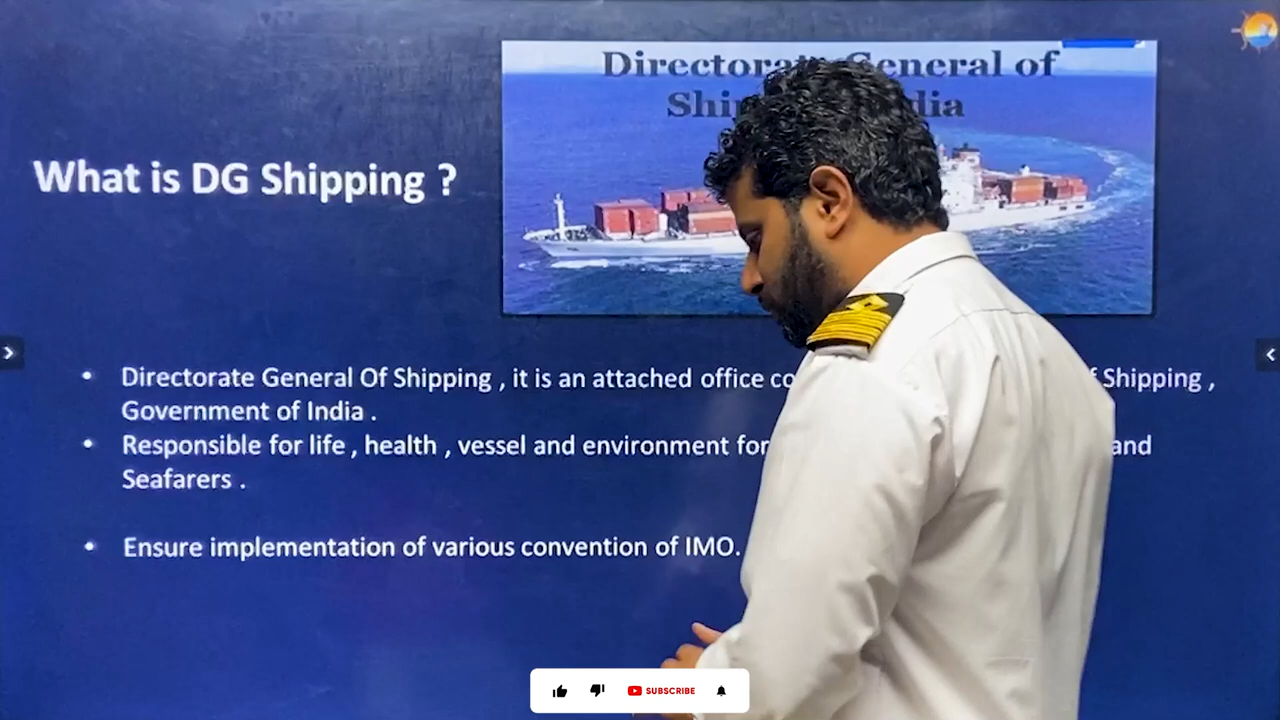 Directorate General of
What is DG Shipping ?
Directorate General Of Shipping , it is an attached office Shipping ,
Government of India .
Responsible for life , health , vessel and environment for and
Seafarers .
Ensure implementation of various convention of IMO.
SUBSCRIBE